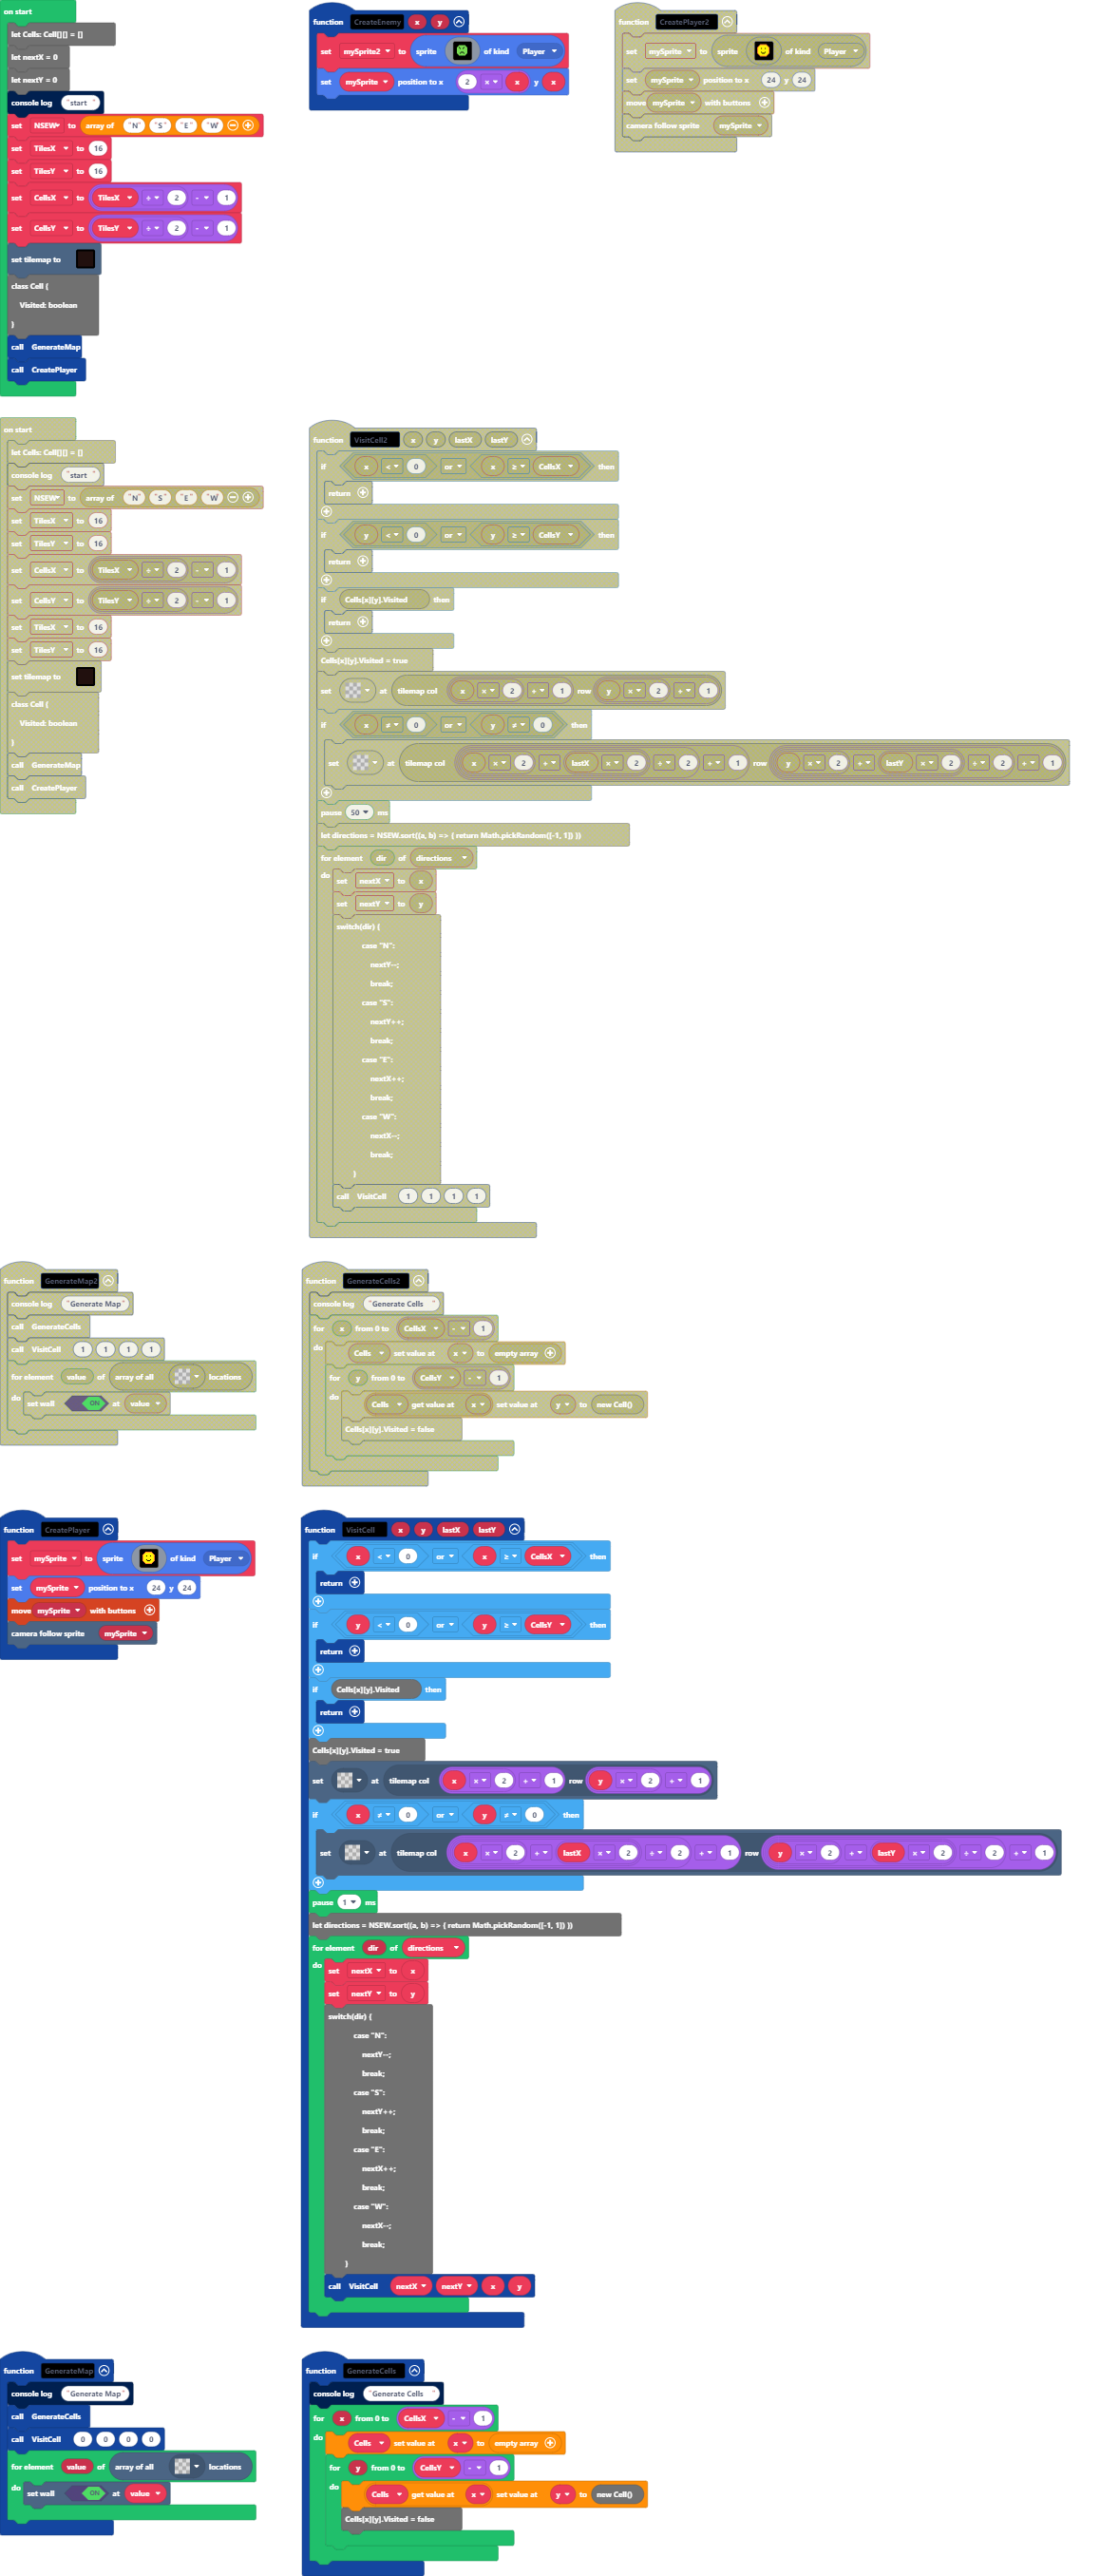 on start
let Cells: Cell[][] = []
let nextX = 0
let nextY = 0
console log "start"
set NSEW to array of "N" "S" "E" "W"
set TilesX to 16
set TilesY to 16
set CellsX to TilesX ÷ 2 - 1
set CellsY to TilesY ÷ 2 - 1
set tilemap to
class Cell {
Visited: boolean
}
call GenerateMap
call CreatePlayer
function CreateEnemy x y
set mySprite2 to sprite of kind Player
set mySprite position to x 2 × x y x
function CreatePlayer2
set mySprite to sprite of kind Player
set mySprite position to x 24 y 24
move mySprite with buttons
camera follow sprite mySprite
on start
let Cells: Cell[][] = []
console log "start"
set NSEW to array of "N" "S" "E" "W"
set TilesX to 16
set TilesY to 16
set CellsX to TilesX ÷ 2 - 1
set CellsY to TilesY ÷ 2 - 1
set TilesX to 16
set TilesY to 16
set tilemap to
class Cell {
Visited: boolean
}
call GenerateMap
call CreatePlayer
function VisitCell2 x y lastX lastY
if x < 0 or x ≥ CellsX then
return
if y < 0 or y ≥ CellsY then
return
if Cells[x][y].Visited then
return
Cells[x][y].Visited = true
set at tilemap col x × 2 + 1 row y × 2 + 1
if x ≠ 0 or y ≠ 0 then
set at tilemap col x × 2 + lastX × 2 ÷ 2 + 1 row y × 2 + lastY × 2 ÷ 2 + 1
pause 50 ms
let directions = NSEW.sort((a, b) => { return Math.pickRandom([-1, 1]) })
for element dir of directions
do set nextX to x
set nextY to y
switch(dir) {
case "N":
nextY--;
break;
case "S":
nextY++;
break;
case "E":
nextX++;
break;
case "W":
nextX--;
break;
}
call VisitCell 1 1 1 1
function GenerateMap2
console log "Generate Map"
call GenerateCells
call VisitCell 1 1 1 1
for element value of array of all locations
do set wall ON at value
function GenerateCells2
console log "Generate Cells "
for x from 0 to CellsX - 1
do Cells set value at x to empty array
for y from 0 to CellsY - 1
do Cells get value at x set value at y to new Cell()
Cells[x][y].Visited = false
function CreatePlayer
set mySprite to sprite of kind Player
set mySprite position to x 24 y 24
move mySprite with buttons
camera follow sprite mySprite
function VisitCell x y lastX lastY
if x < 0 or x ≥ CellsX then
return
if y < 0 or y ≥ CellsY then
return
if Cells[x][y].Visited then
return
Cells[x][y].Visited = true
set at tilemap col x × 2 + 1 row y × 2 + 1
if x ≠ 0 or y ≠ 0 then
set at tilemap col x × 2 + lastX × 2 ÷ 2 + 1 row y × 2 + lastY × 2 ÷ 2 + 1
pause 1 ms
let directions = NSEW.sort((a, b) => { return Math.pickRandom([-1, 1]) })
for element dir of directions
do set nextX to x
set nextY to y
switch(dir) {
case "N":
nextY--;
break;
case "S":
nextY++;
break;
case "E":
nextX++;
break;
case "W":
nextX--;
break;
}
call VisitCell nextX nextY x y
function GenerateMap
console log "Generate Map"
call GenerateCells
call VisitCell 0 0 0 0
for element value of array of all locations
do set wall ON at value
function GenerateCells
console log "Generate Cells "
for x from 0 to CellsX - 1
do Cells set value at x to empty array
for y from 0 to CellsY - 1
do Cells get value at x set value at y to new Cell()
Cells[x][y].Visited = false